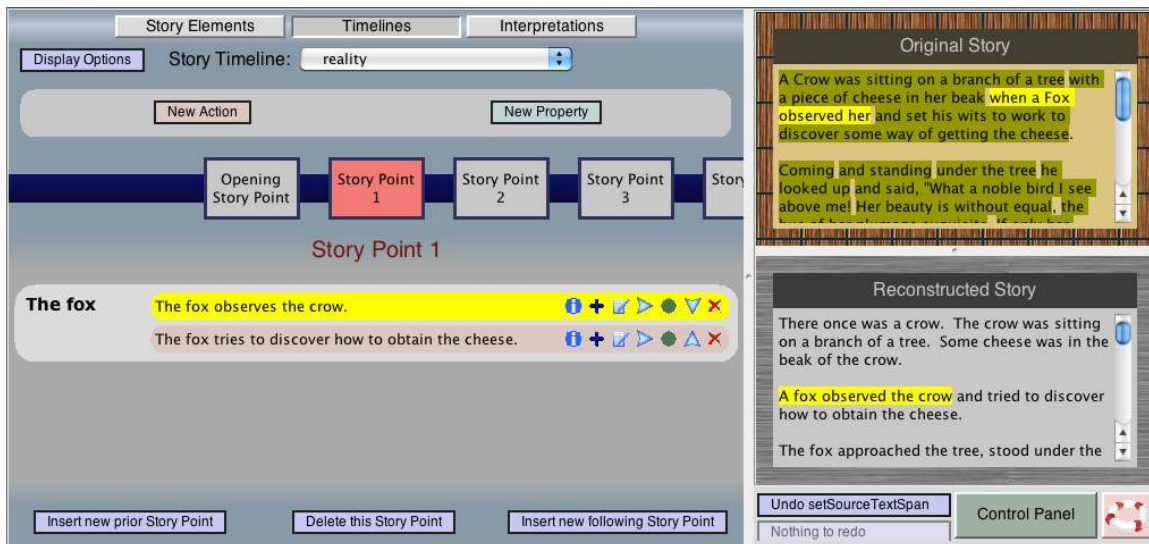 Story Elements
Timelines
Interpretations
Display Options
Story Timeline:
reality
New Action
New Property
Opening
Story Point
Story Point
1
Story Point
2
Story Point
3
Story Point 1
The fox
The fox observes the crow.
The fox tries to discover how to obtain the cheese.
Insert new prior Story Point
Delete this Story Point
Insert new following Story Point
Original Story
A Crow was sitting on a branch of a tree with
a piece of cheese in her beak when a Fox
observed her and set his wits to work to
discover some way of getting the cheese.
Coming and standing under the tree he
looked up and said, "What a noble bird I see
above me! Her beauty is without equal, the
hue of her plumage exquisite. If only her
Reconstructed Story
There once was a crow.  The crow was sitting
on a branch of a tree.  Some cheese was in the
beak of the crow.
A fox observed the crow and tried to discover
how to obtain the cheese.
The fox approached the tree, stood under the
Undo setSourceTextSpan
Nothing to redo
Control Panel